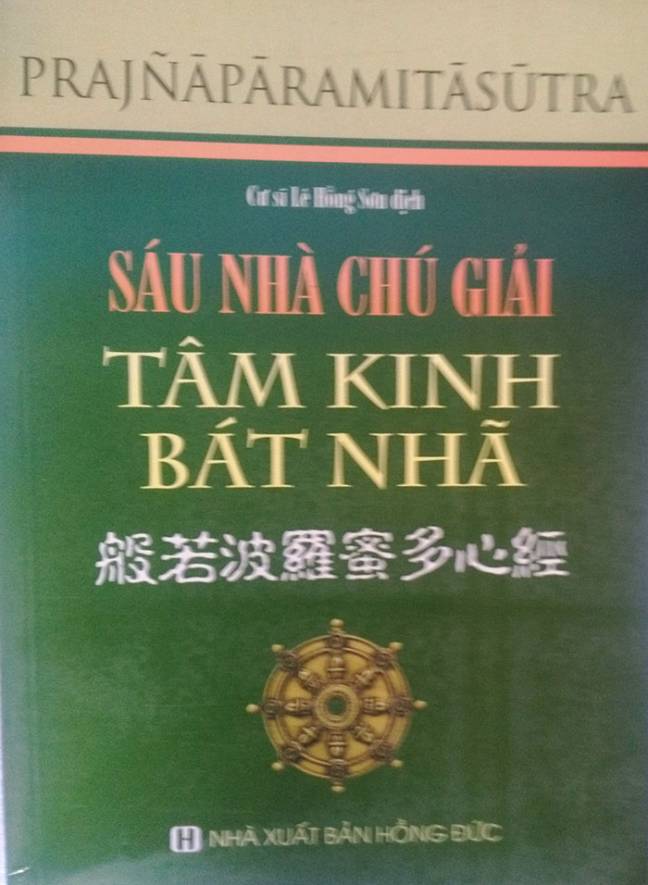 PRAJÑĀPĀRAMITĀSŪTRA
Cư sĩ Lê Hồng Sơn dịch
SÁU NHÀ CHÚ GIẢI
TÂM KINH
BÁT NHÃ
般若波羅蜜多心經
H NHÀ XUẤT BẢN HỒNG ĐỨC